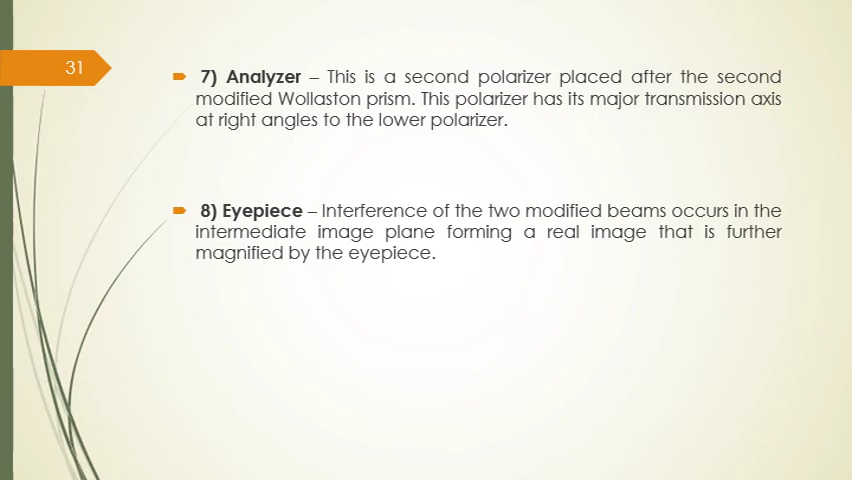 31
7) Analyzer – This is a second polarizer placed after the second
modified Wollaston prism. This polarizer has its major transmission axis
at right angles to the lower polarizer.
8) Eyepiece – Interference of the two modified beams occurs in the
intermediate image plane forming a real image that is further
magnified by the eyepiece.